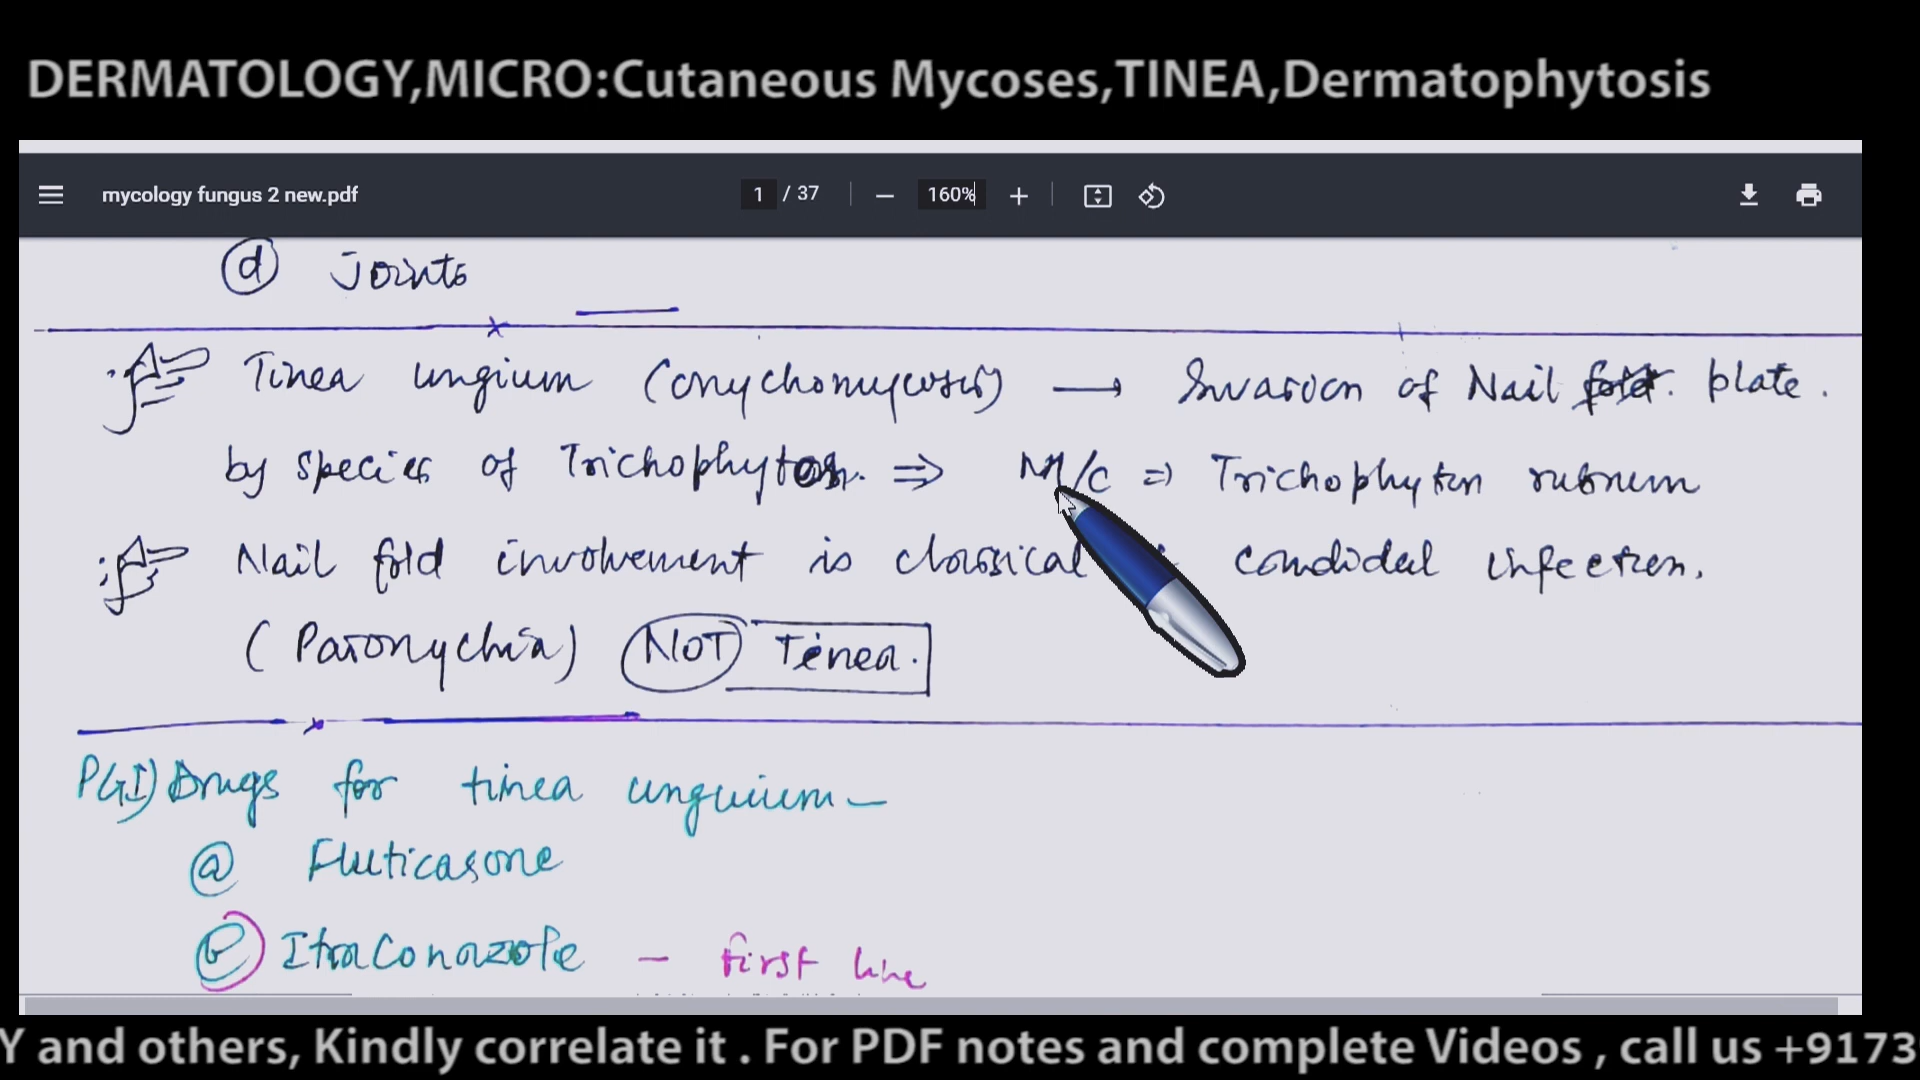 DERMATOLOGY,MICRO:Cutaneous Mycoses,TINEA,Dermatophytosis
mycology fungus 2 new.pdf 1 / 37 160%
(d) Joints
Tinea ungium (onychomycosis) → Invasion of Nail plate.
by species of Trichophyton. ⇒ M/C ⇒ Trichophyton rubrum
Nail fold involvement is classical candidal infection.
(Paronychia) NOT Tinea.
PGI) Drugs for tinea unguium –
(a) Fluticasone
(b) Itraconazole – first line
Y and others, Kindly correlate it . For PDF notes and complete Videos , call us +9173